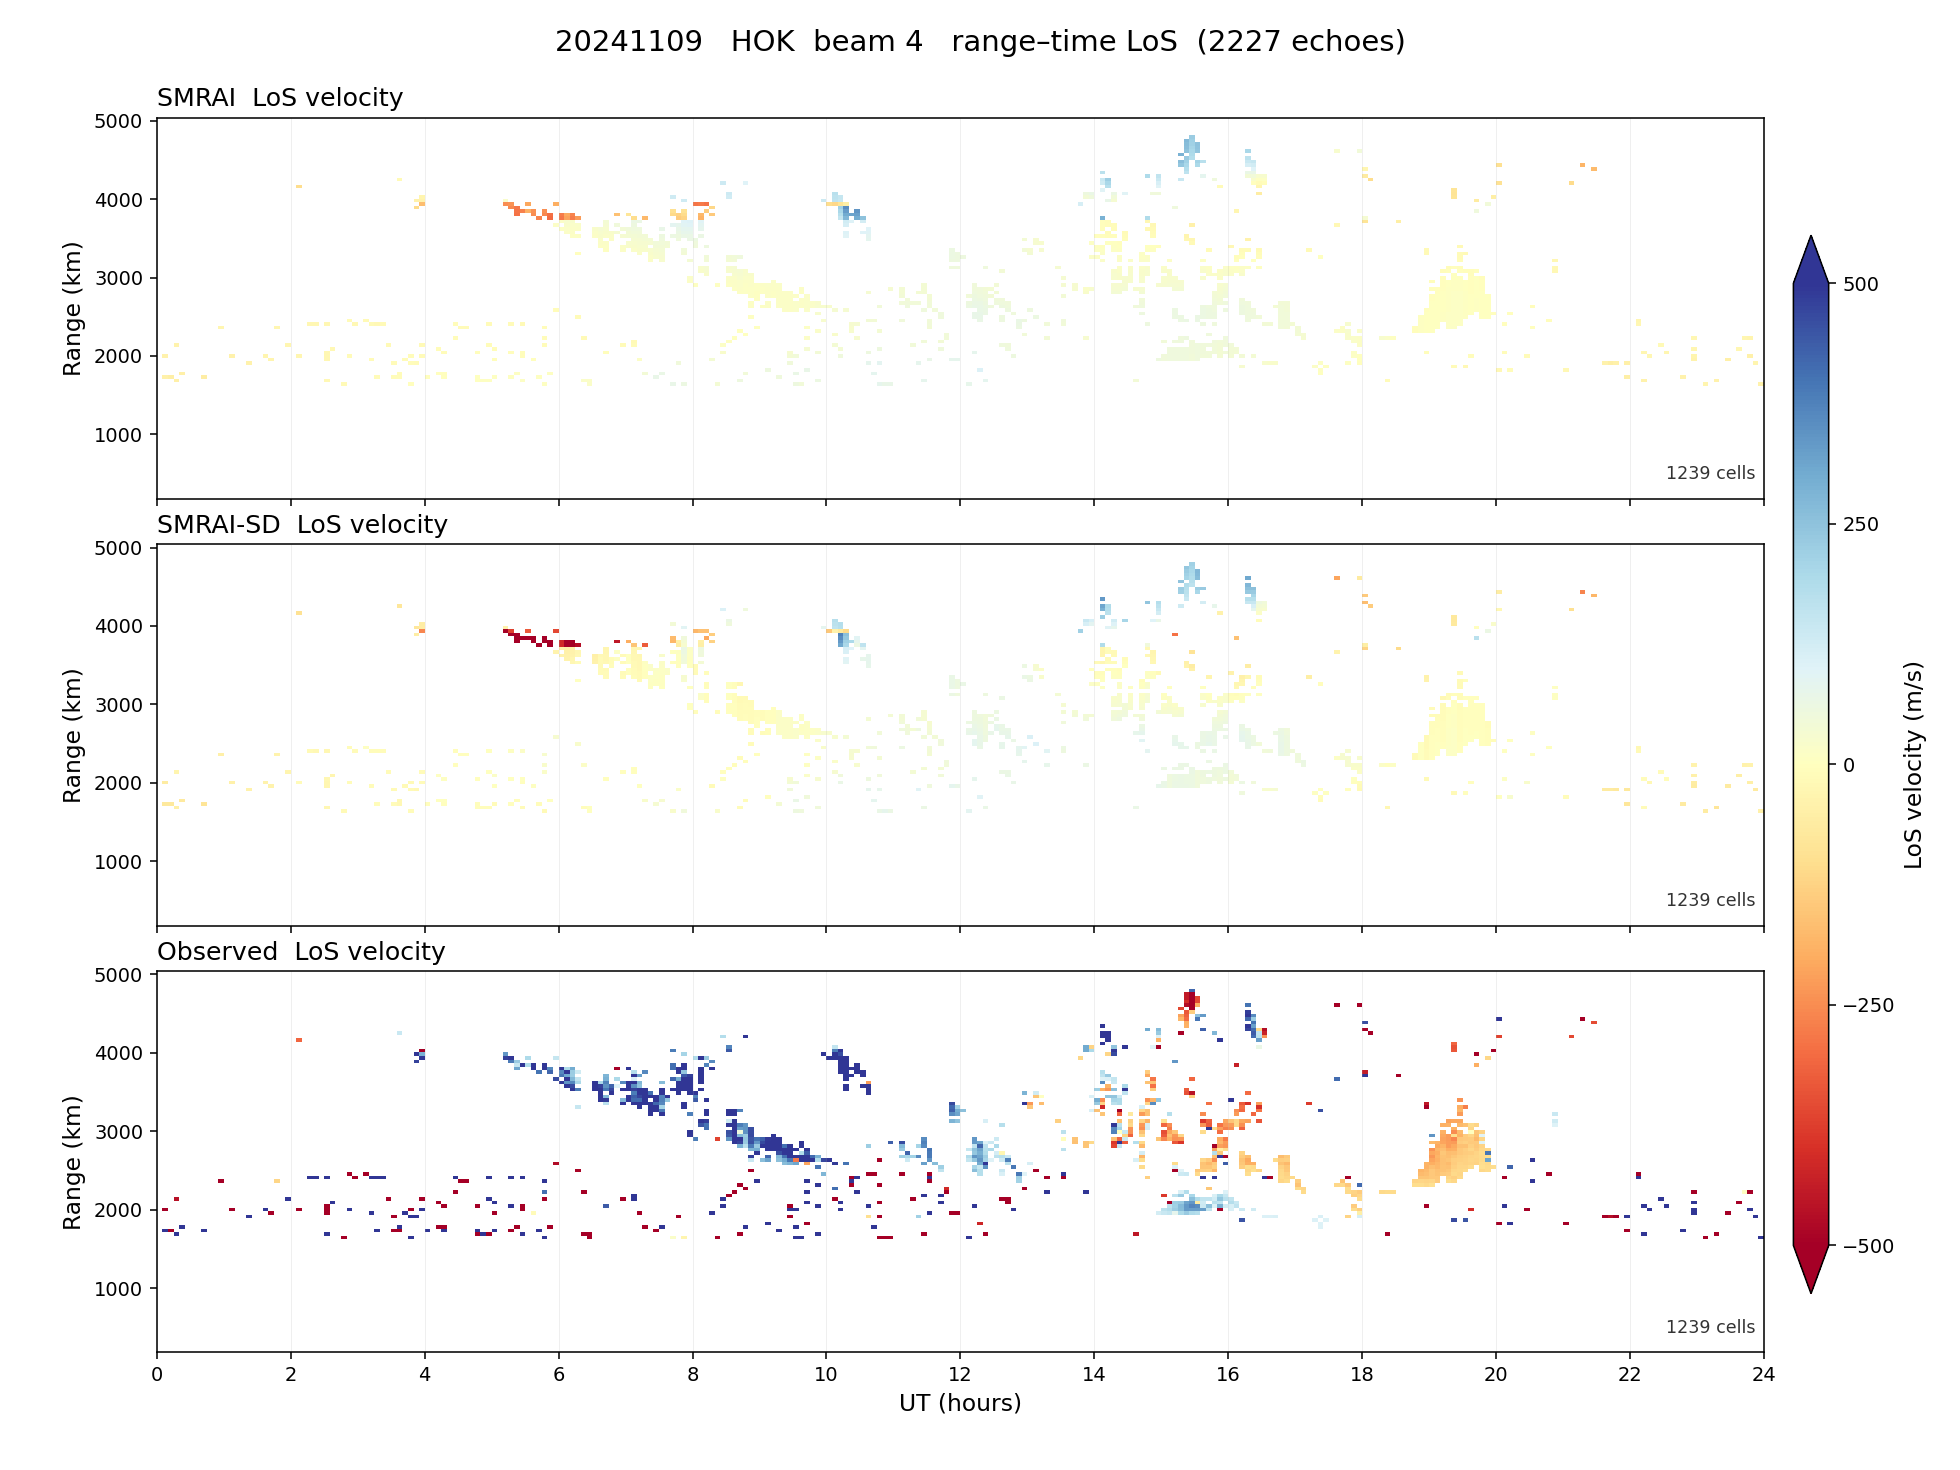 20241109   HOK  beam 4   range–time LoS  (2227 echoes)
SMRAI  LoS velocity
5000
4000
3000
2000
1000
Range (km)
1239 cells
SMRAI-SD  LoS velocity
5000
4000
3000
2000
1000
Range (km)
1239 cells
Observed  LoS velocity
5000
4000
3000
2000
1000
Range (km)
1239 cells
0 2 4 6 8 10 12 14 16 18 20 22 24
UT (hours)
500
250
0
−250
−500
LoS velocity (m/s)